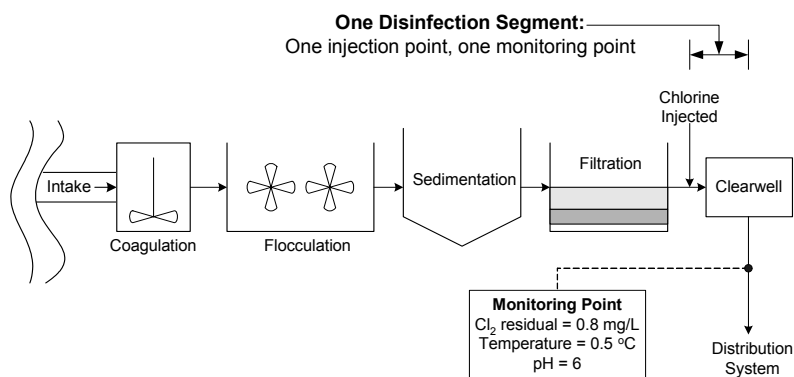 One Disinfection Segment:
One injection point, one monitoring point
Chlorine
Injected
Intake
Coagulation
Flocculation
Sedimentation
Filtration
Clearwell
Monitoring Point
Cl₂ residual = 0.8 mg/L
Temperature = 0.5 °C
pH = 6
Distribution
System